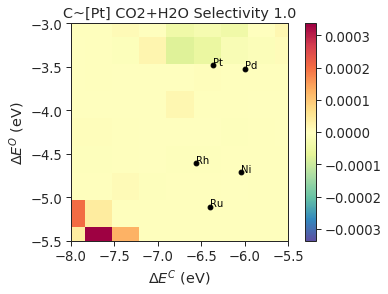 C~[Pt] CO2+H2O Selectivity 1.0
−3.0
−3.5
−4.0
−4.5
−5.0
−5.5
ΔE^O (eV)
Pt
Pd
Rh
Ni
Ru
−8.0 −7.5 −7.0 −6.5 −6.0 −5.5
ΔE^C (eV)
0.0003
0.0002
0.0001
0.0000
−0.0001
−0.0002
−0.0003